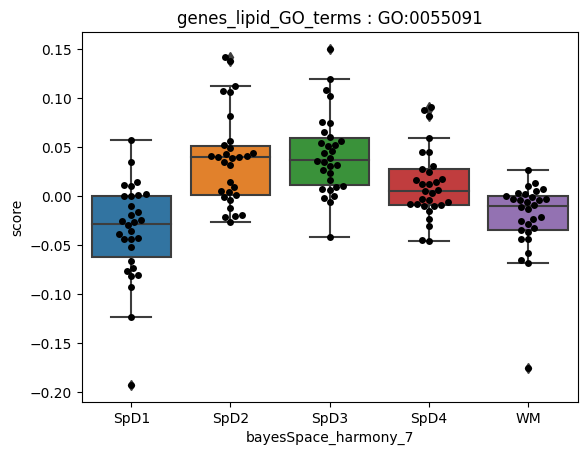 genes_lipid_GO_terms : GO:0055091
0.15
0.10
0.05
0.00
−0.05
−0.10
−0.15
−0.20
score
SpD1 SpD2 SpD3 SpD4 WM
bayesSpace_harmony_7